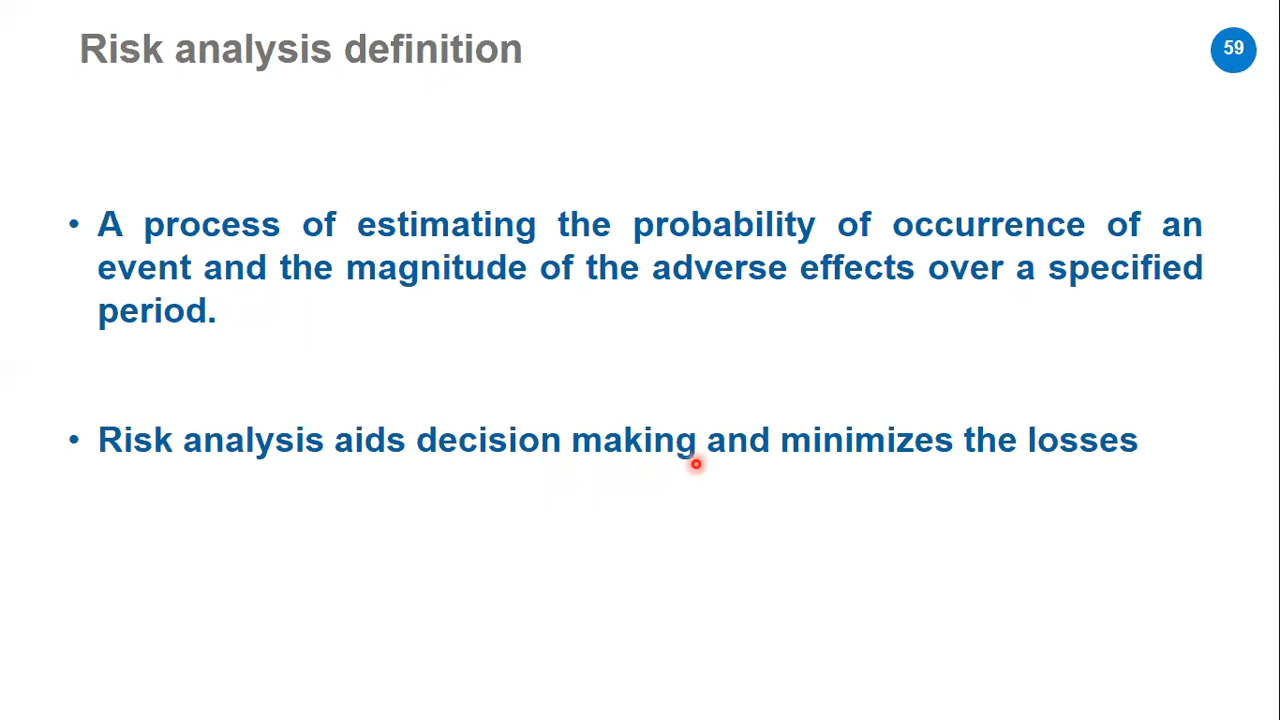 Risk analysis definition
59
• A process of estimating the probability of occurrence of an
event and the magnitude of the adverse effects over a specified
period.
• Risk analysis aids decision making and minimizes the losses